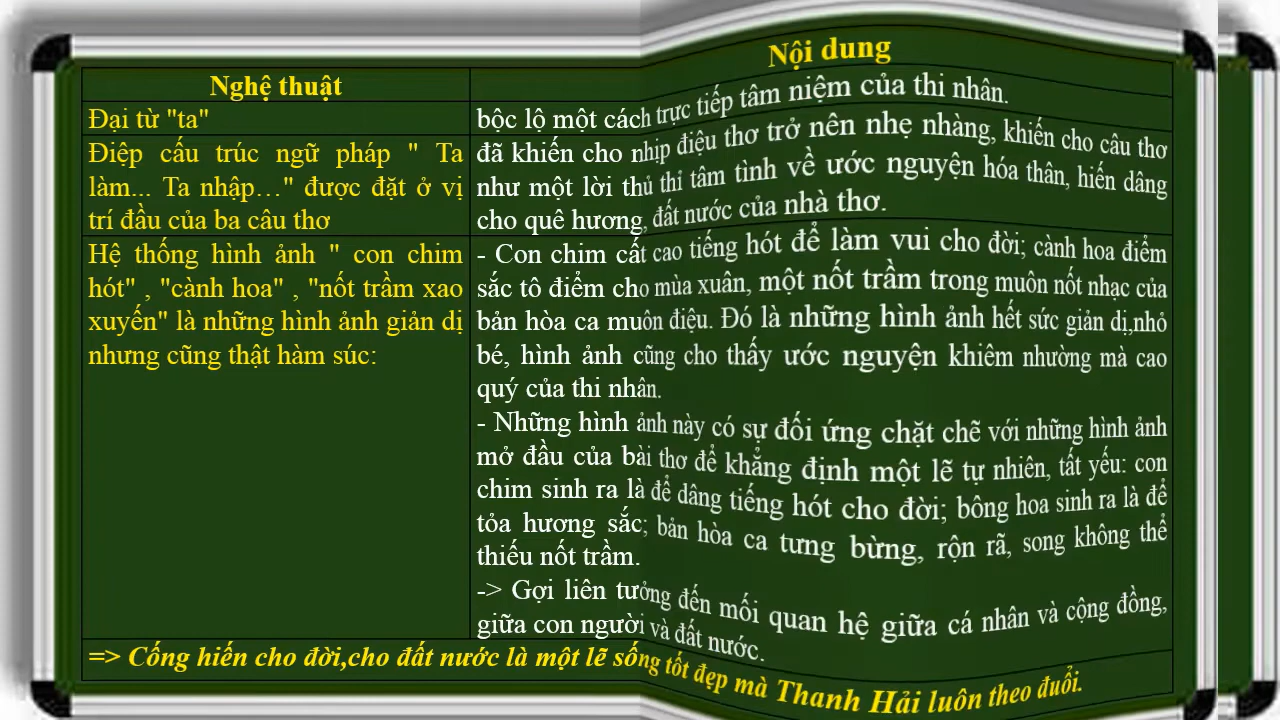 Nghệ thuật
Nội dung
Đại từ "ta"
bộc lộ một cách trực tiếp tâm niệm của thi nhân.
Điệp cấu trúc ngữ pháp " Ta
làm... Ta nhập…" được đặt ở vị
trí đầu của ba câu thơ
đã khiến cho nhịp điệu thơ trở nên nhẹ nhàng, khiến cho câu thơ
như một lời thủ thỉ tâm tình về ước nguyện hóa thân, hiến dâng
cho quê hương, đất nước của nhà thơ.
Hệ thống hình ảnh " con chim
hót" , "cành hoa" , "nốt trầm xao
xuyến" là những hình ảnh giản dị
nhưng cũng thật hàm súc:
- Con chim cất cao tiếng hót để làm vui cho đời; cành hoa điểm
sắc tô điểm cho mùa xuân, một nốt trầm trong muôn nốt nhạc của
bản hòa ca muôn điệu. Đó là những hình ảnh hết sức giản dị,nhỏ
bé, hình ảnh cũng cho thấy ước nguyện khiêm nhường mà cao
quý của thi nhân.
- Những hình ảnh này có sự đối ứng chặt chẽ với những hình ảnh
mở đầu của bài thơ để khẳng định một lẽ tự nhiên, tất yếu: con
chim sinh ra là để dâng tiếng hót cho đời; bông hoa sinh ra là để
tỏa hương sắc; bản hòa ca tưng bừng, rộn rã, song không thể
thiếu nốt trầm.
-> Gợi liên tưởng đến mối quan hệ giữa cá nhân và cộng đồng,
giữa con người và đất nước.
=> Cống hiến cho đời,cho đất nước là một lẽ sống tốt đẹp mà Thanh Hải luôn theo đuổi.